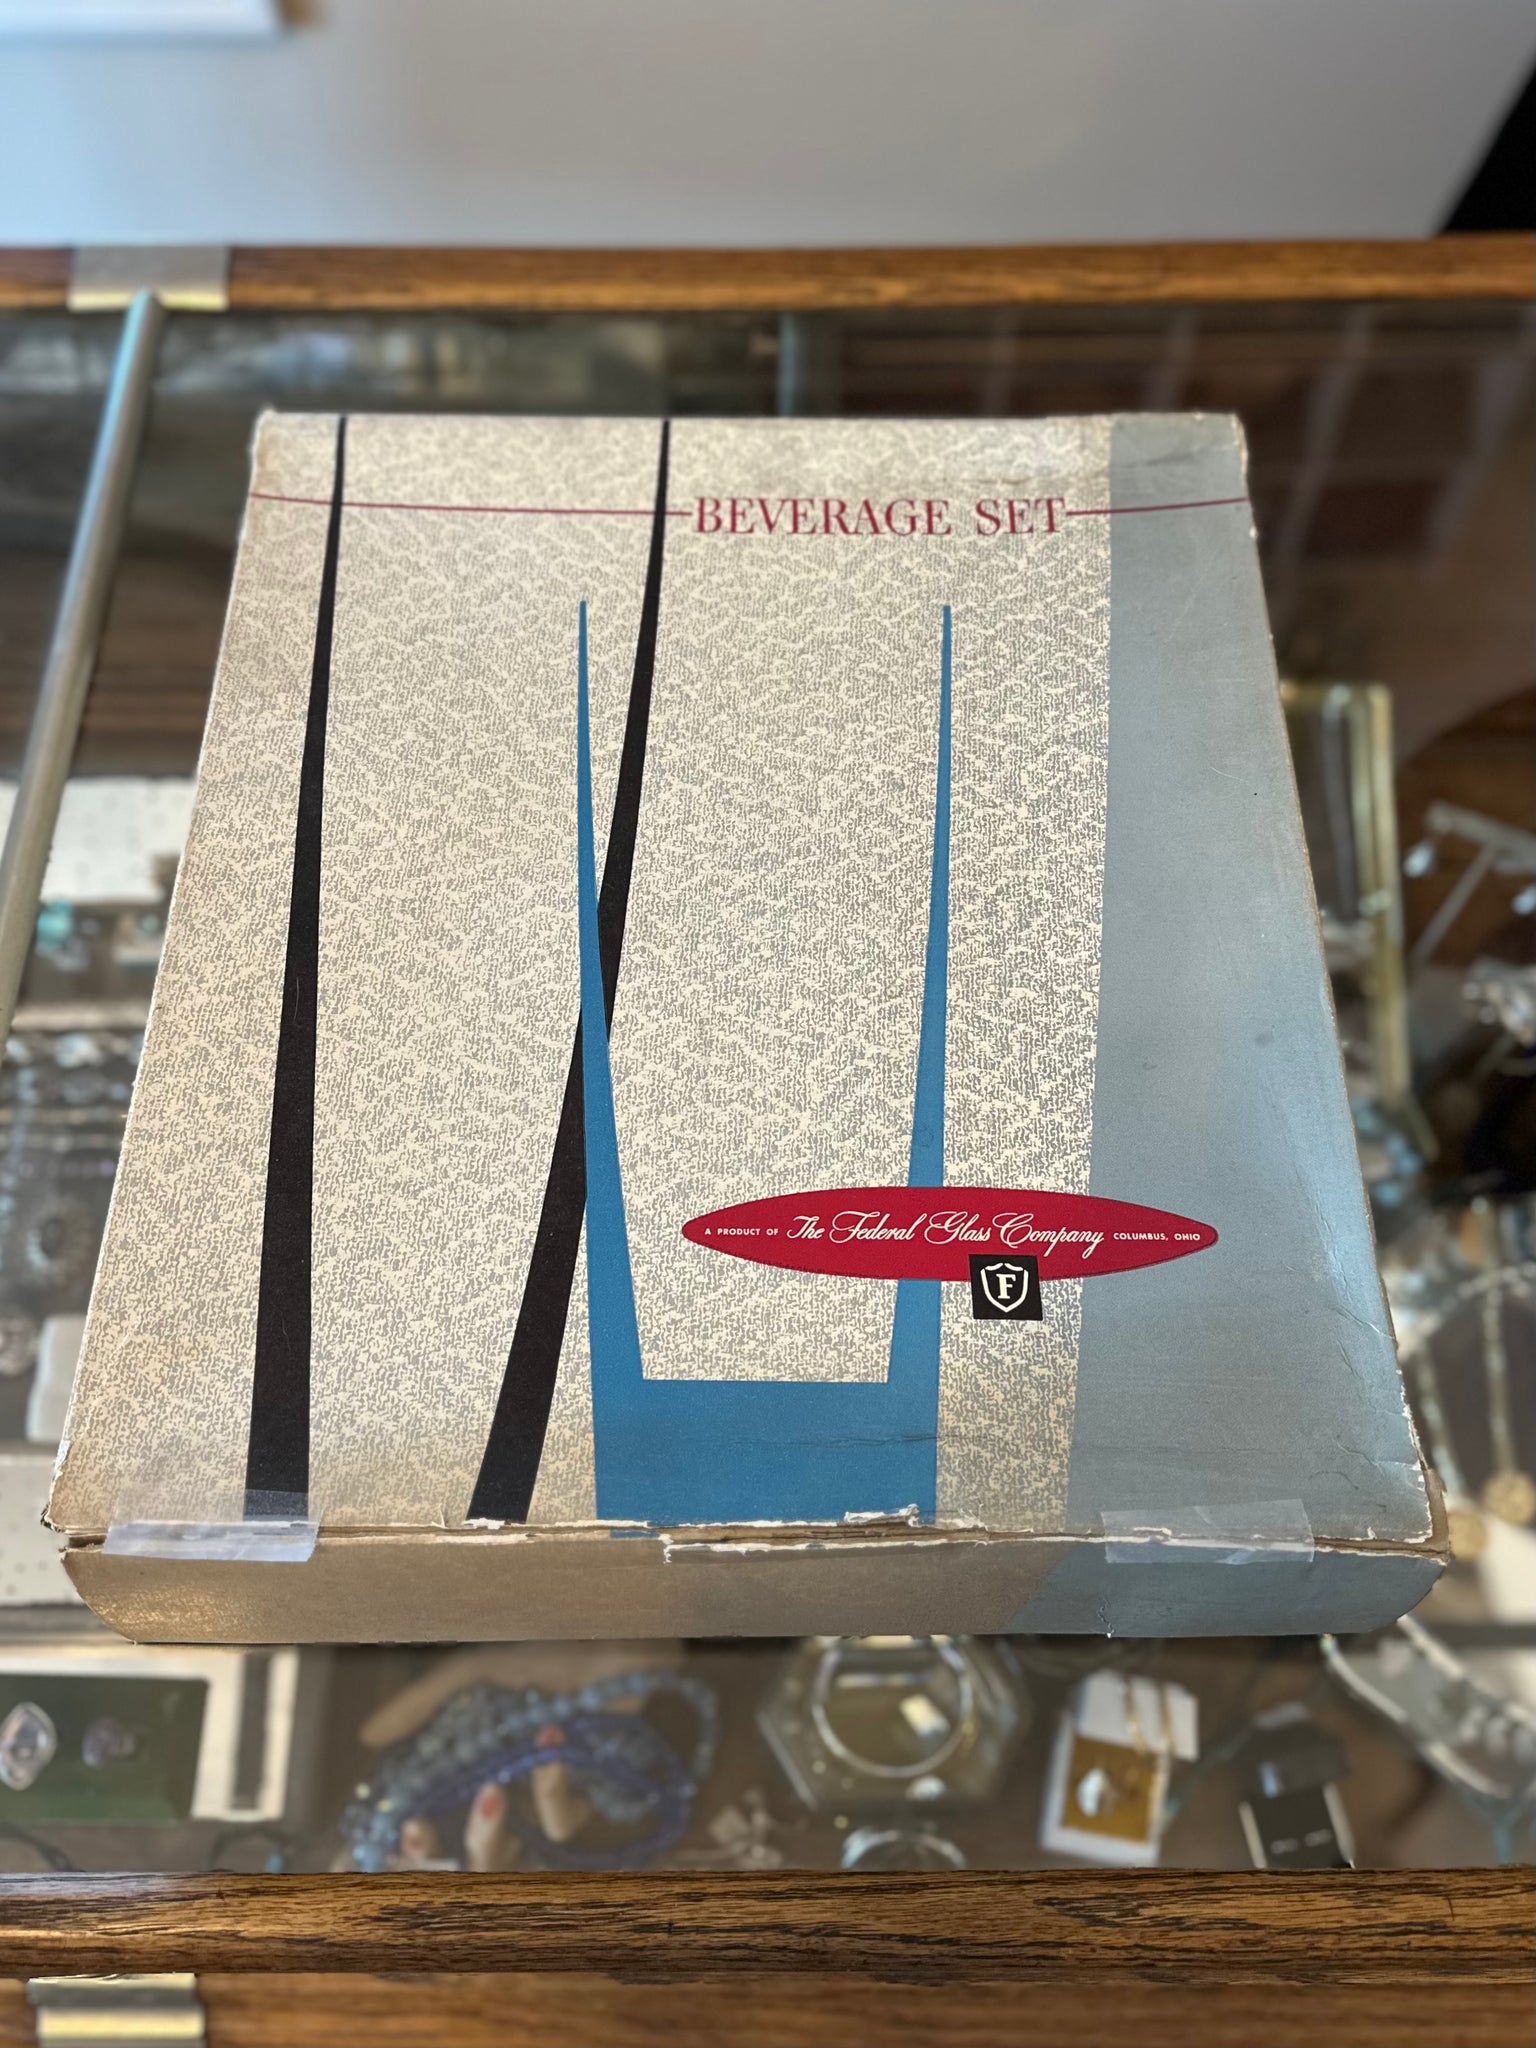 BEVERAGE SET
A PRODUCT OF The Federal Glass Company COLUMBUS, OHIO
F